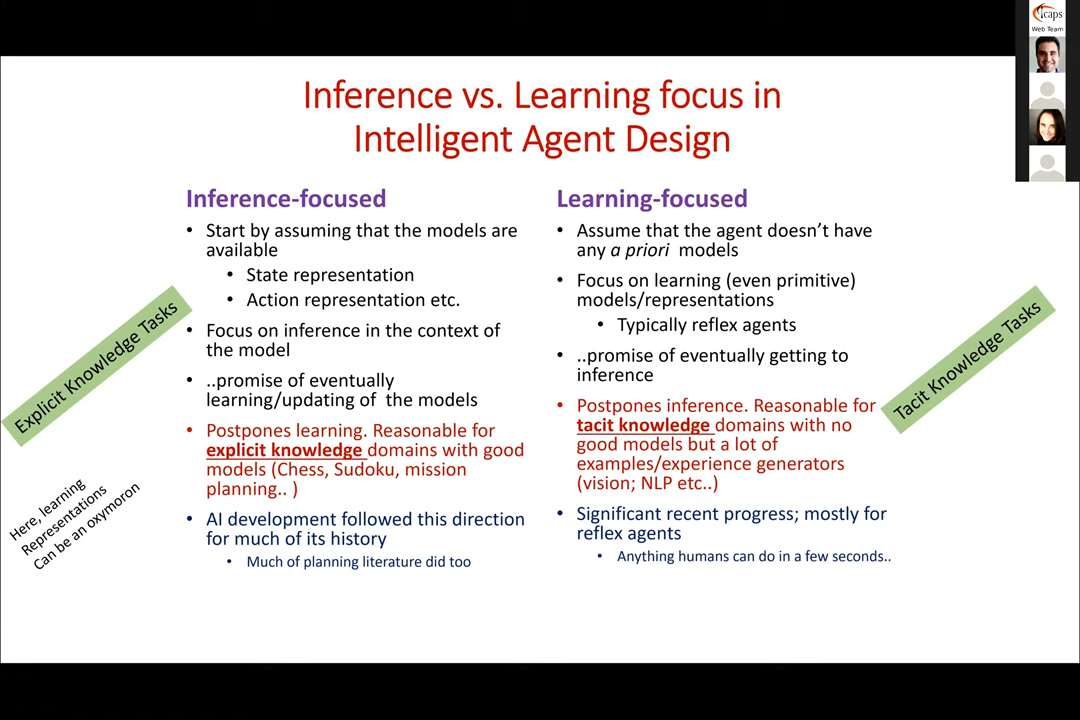 icaps
Web Team
Inference vs. Learning focus in
Intelligent Agent Design
Inference-focused
• Start by assuming that the models are
available
• State representation
• Action representation etc.
• Focus on inference in the context of
the model
• ..promise of eventually
learning/updating of the models
• Postpones learning. Reasonable for
explicit knowledge domains with good
models (Chess, Sudoku, mission
planning.. )
• AI development followed this direction
for much of its history
• Much of planning literature did too
Learning-focused
• Assume that the agent doesn’t have
any a priori models
• Focus on learning (even primitive)
models/representations
• Typically reflex agents
• ..promise of eventually getting to
inference
• Postpones inference. Reasonable for
tacit knowledge domains with no
good models but a lot of
examples/experience generators
(vision; NLP etc..)
• Significant recent progress; mostly for
reflex agents
• Anything humans can do in a few seconds..
Explicit Knowledge Tasks
Here, learning
Representations
Can be an oxymoron
Tacit Knowledge Tasks